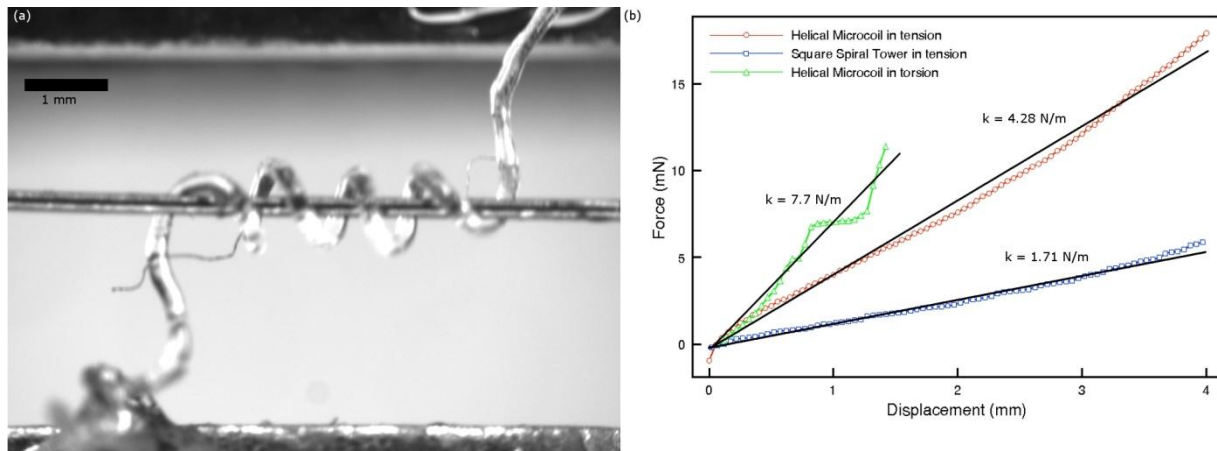 (a)
1 mm
(b)
Helical Microcoil in tension
Square Spiral Tower in tension
Helical Microcoil in torsion
k = 4.28 N/m
k = 7.7 N/m
k = 1.71 N/m
Force (mN)
15
10
5
0
0
1
2
3
4
Displacement (mm)